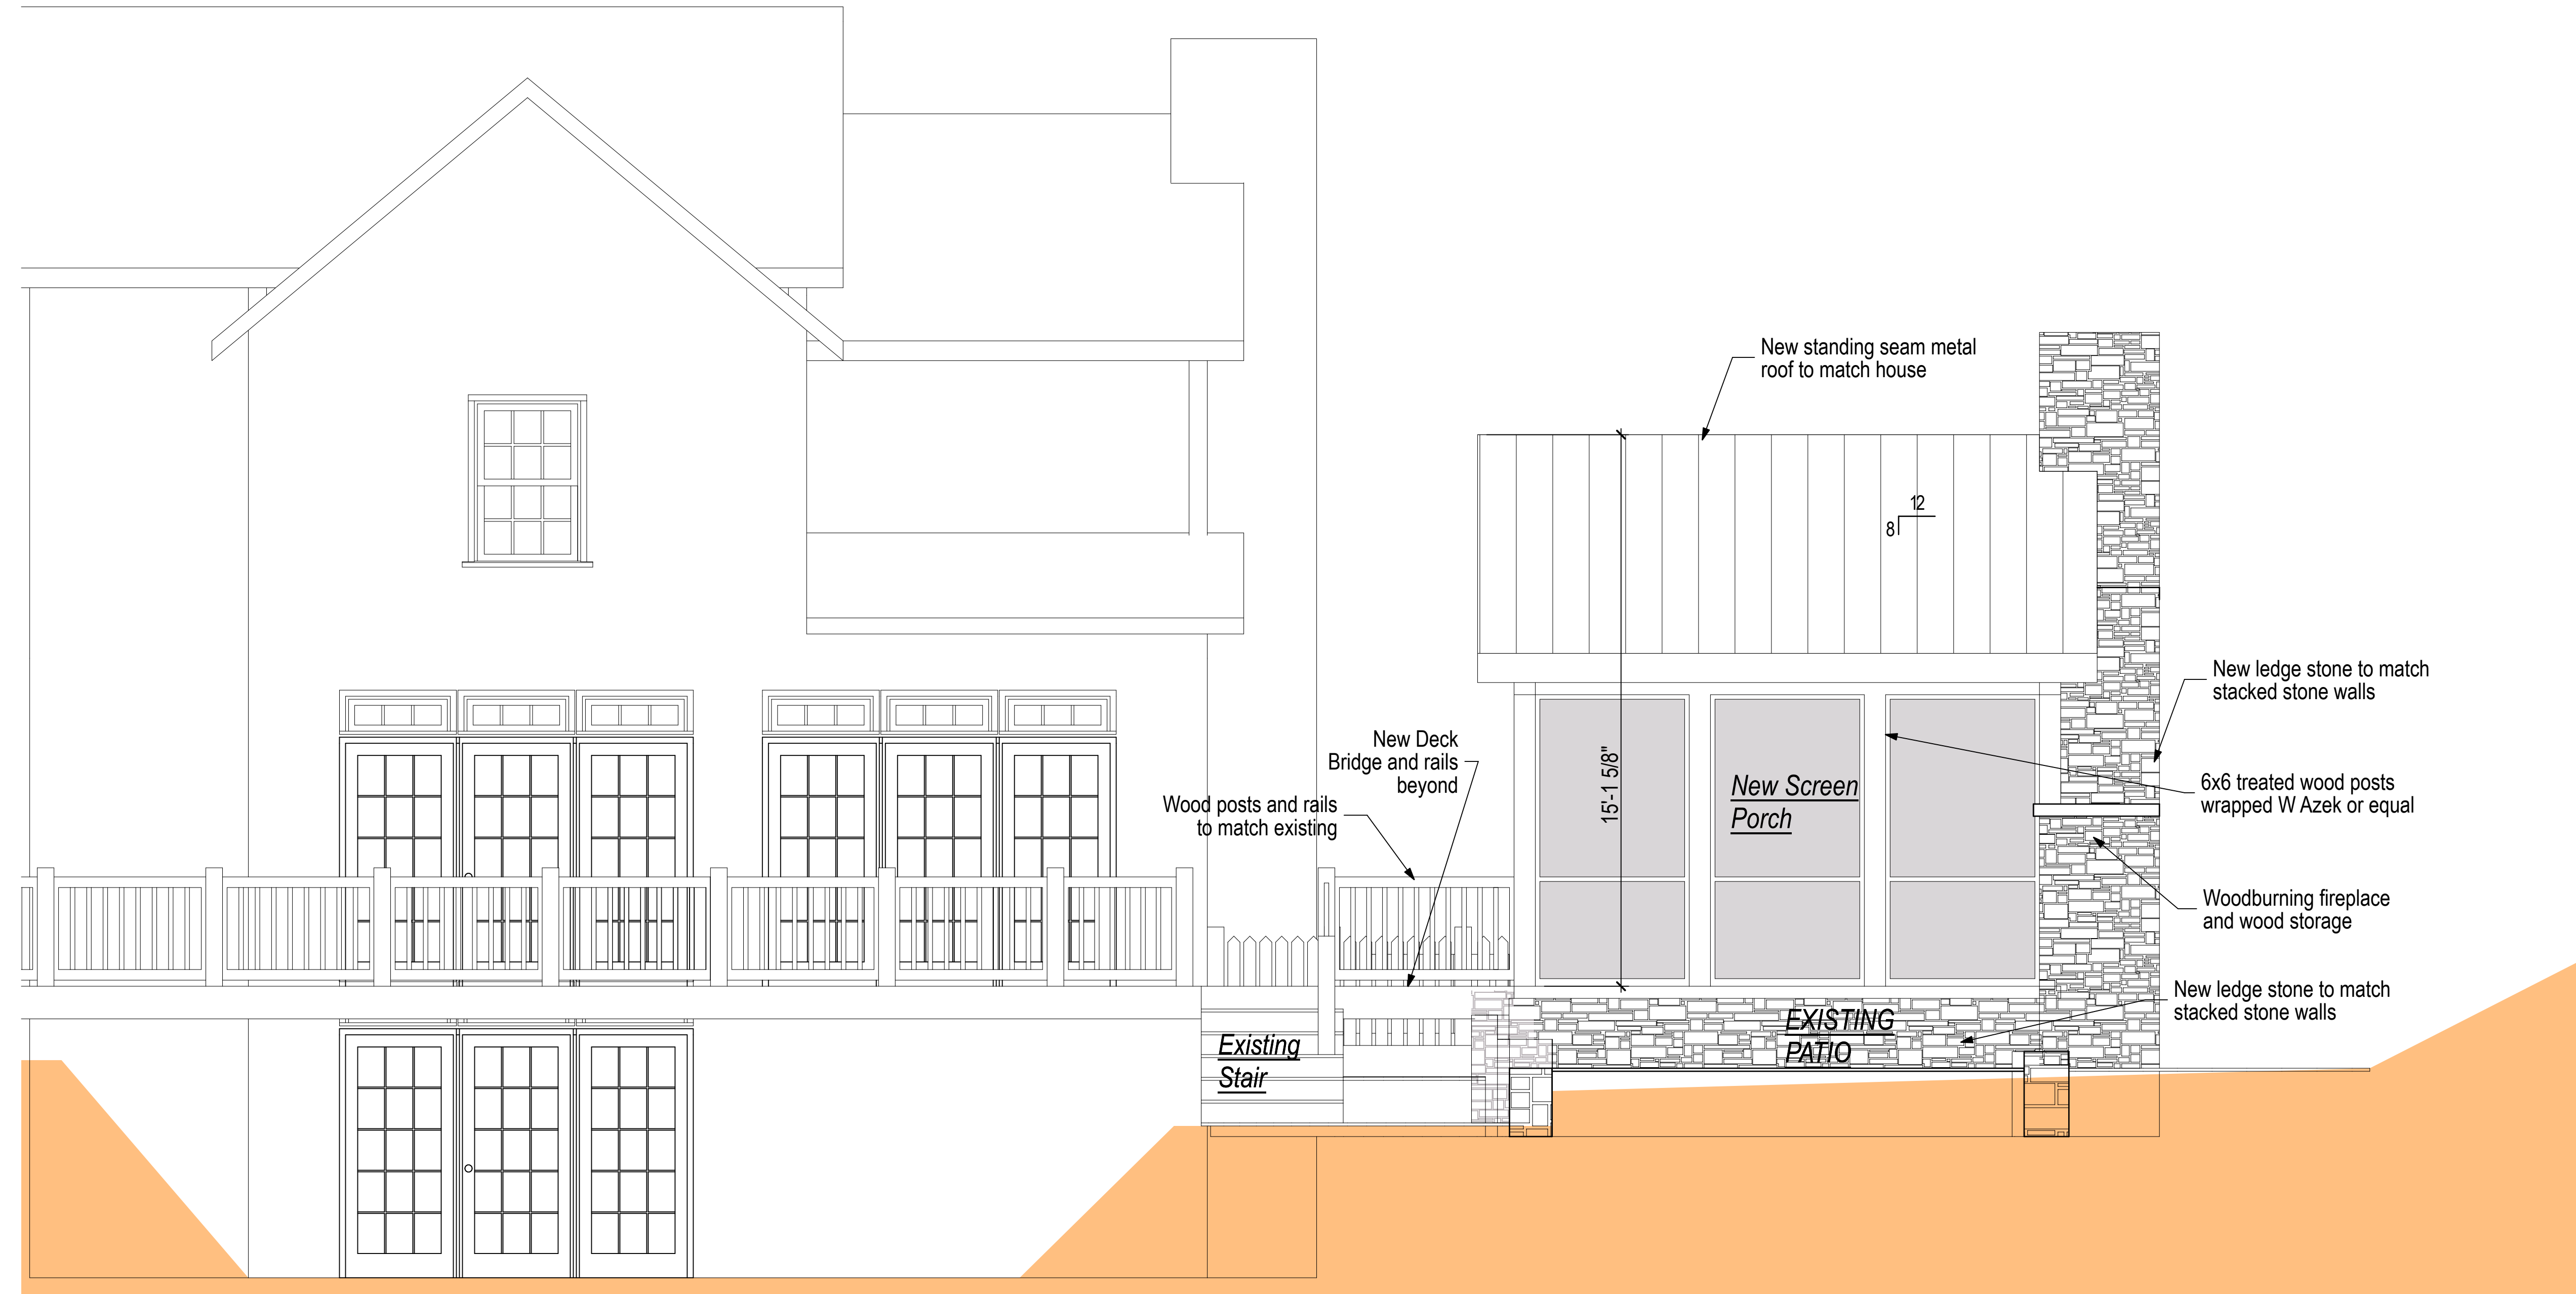 New standing seam metal
roof to match house
12
8
New ledge stone to match
stacked stone walls
New Deck
Bridge and rails
beyond
Wood posts and rails
to match existing
15'-1 5/8"
New Screen
Porch
6x6 treated wood posts
wrapped W Azek or equal
Woodburning fireplace
and wood storage
New ledge stone to match
stacked stone walls
EXISTING
PATIO
Existing
Stair